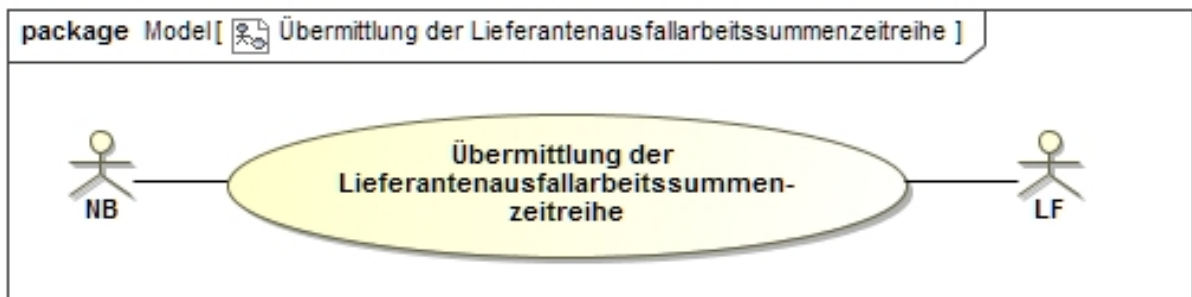 package Model[ Übermittlung der Lieferantenausfallarbeitssummenzeitreihe ]
Übermittlung der
Lieferantenausfallarbeitssummen-
zeitreihe
NB
LF